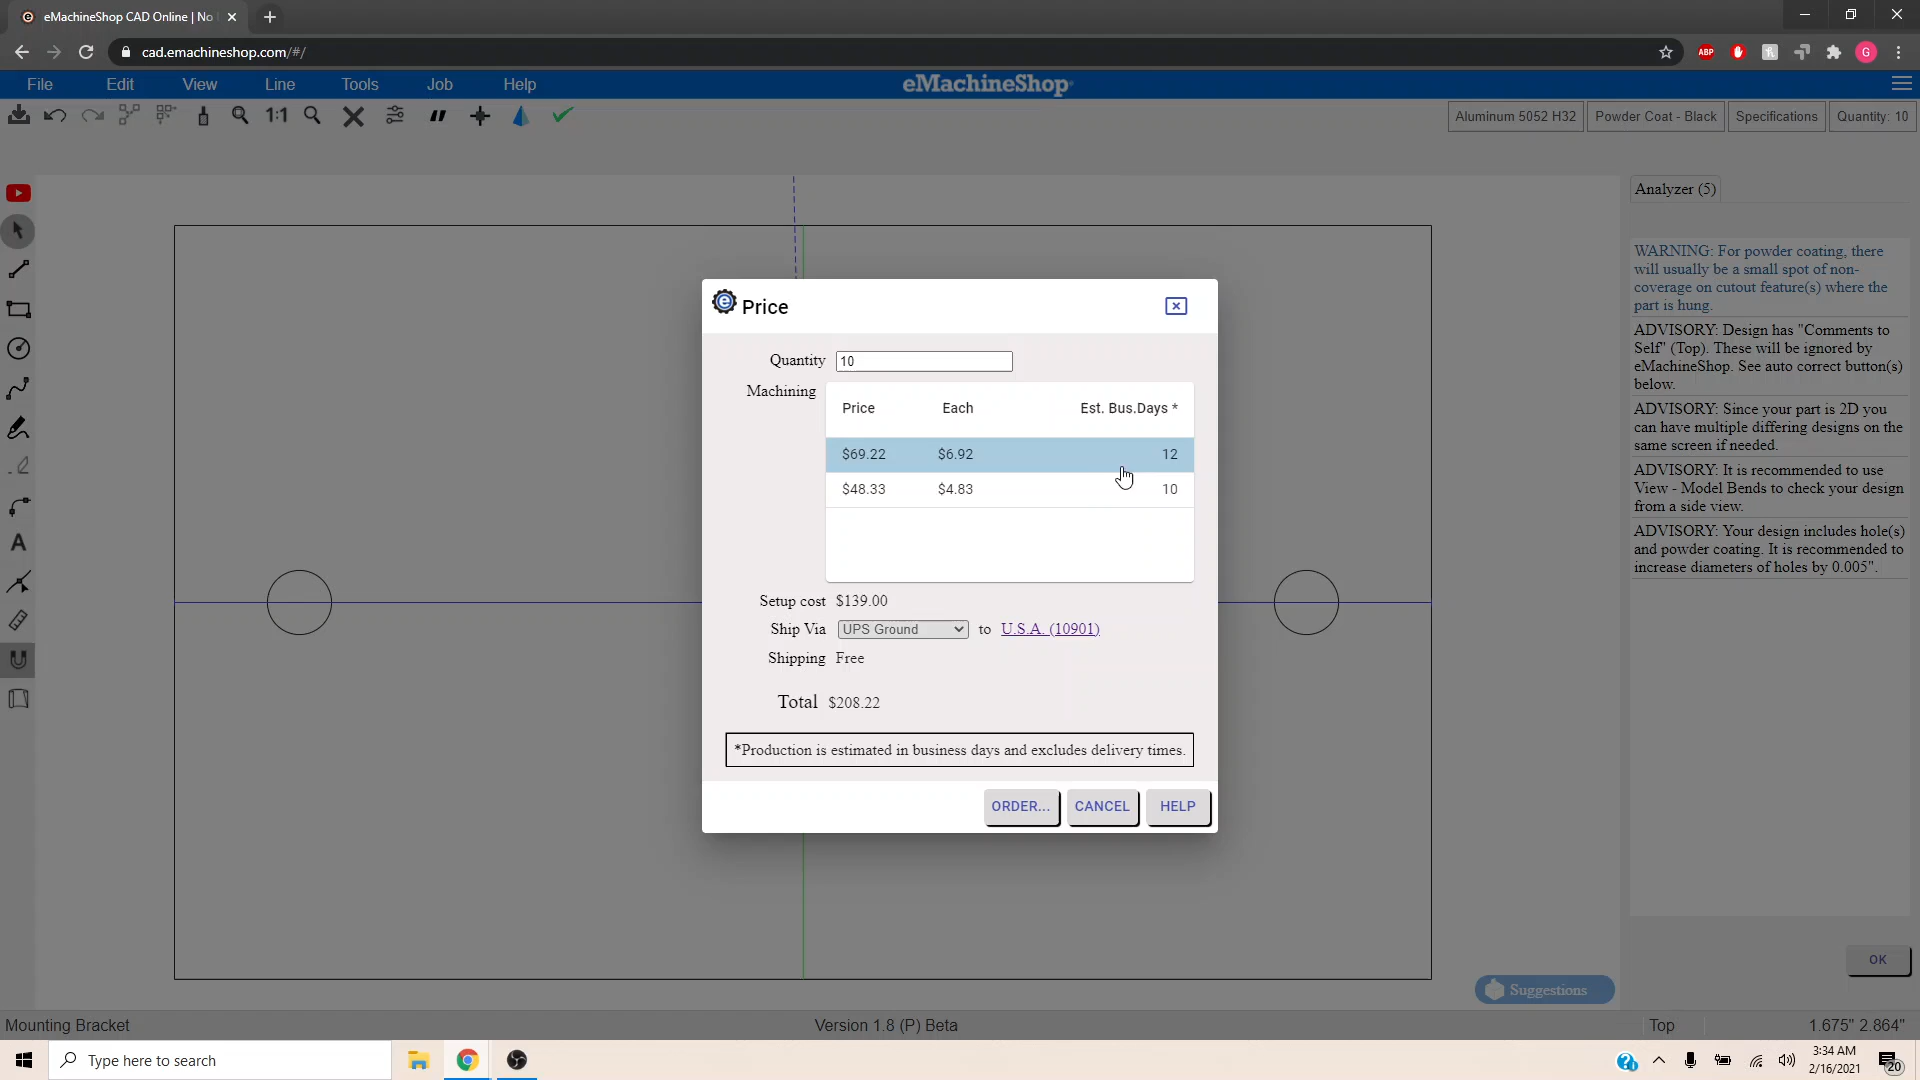 eMachineShop CAD Online | No
cad.emachineshop.com/#/
ABP
G
File Edit View Line Tools Job Help
eMachineShop
1:1
Aluminum 5052 H32
Powder Coat - Black
Specifications
Quantity: 10
Analyzer (5)
WARNING: For powder coating, there
will usually be a small spot of non-
coverage on cutout feature(s) where the
part is hung.
ADVISORY: Design has "Comments to
Self" (Top). These will be ignored by
eMachineShop. See auto correct button(s)
below.
ADVISORY: Since your part is 2D you
can have multiple differing designs on the
same screen if needed.
ADVISORY: It is recommended to use
View - Model Bends to check your design
from a side view.
ADVISORY: Your design includes hole(s)
and powder coating. It is recommended to
increase diameters of holes by 0.005".
OK
A
Price
Quantity 10
Machining
Price Each Est. Bus.Days *
$69.22 $6.92 12
$48.33 $4.83 10
Setup cost $139.00
Ship Via UPS Ground to U.S.A. (10901)
Shipping Free
Total $208.22
*Production is estimated in business days and excludes delivery times.
ORDER... CANCEL HELP
Suggestions
Mounting Bracket
Version 1.8 (P) Beta
Top
1.675" 2.864"
Type here to search
3:34 AM
2/16/2021
20